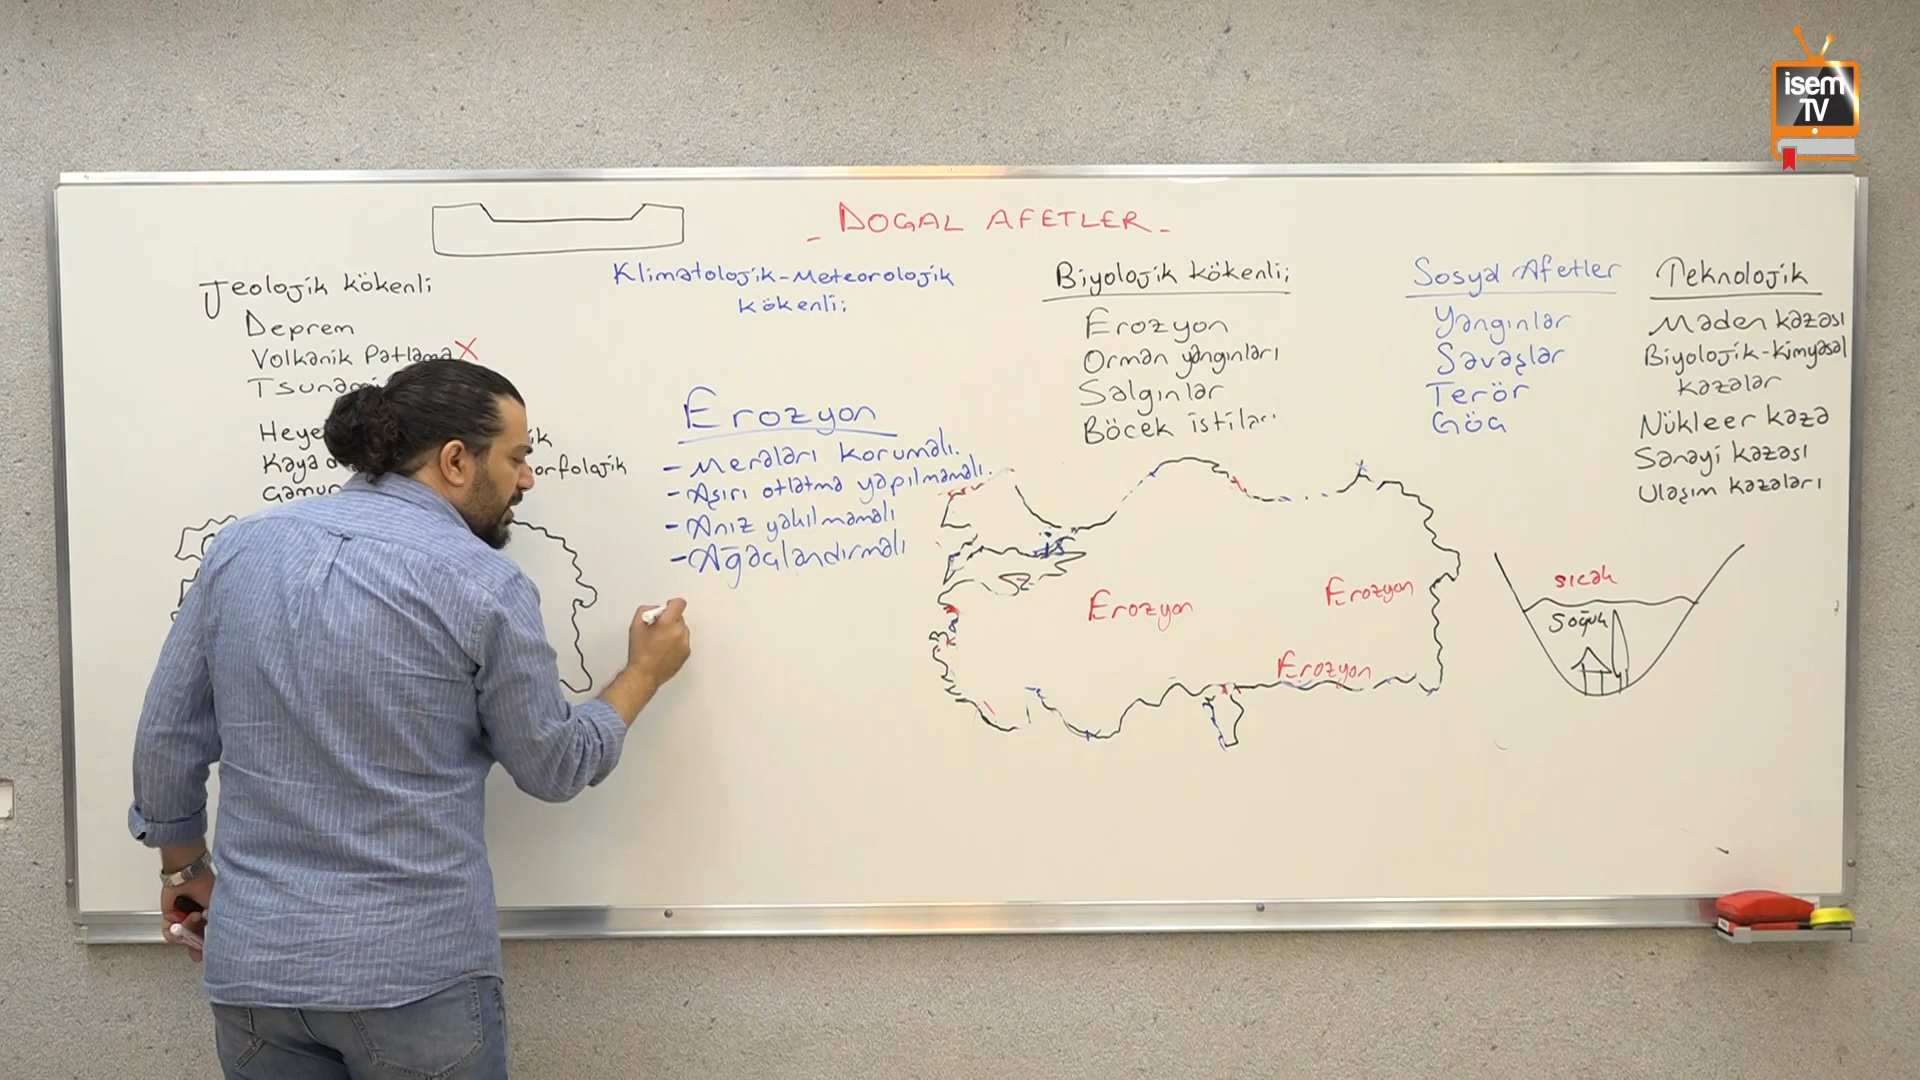 isem
TV
- DOĞAL AFETLER -
Jeolojik kökenli
Deprem
Volkanik Patlama X
Klimatolojik-Meteorolojik
kökenli;
Erozyon
- Meraları korumalı.
- Aşırı otlatma yapılmamalı.
- Anız yakılmamalı
- Ağaçlandırmalı
Biyolojik kökenli;
Erozyon
Orman yangınları
Salgınlar
Böcek istilası
Sosyal Afetler
Yangınlar
Savaşlar
Terör
Göç
Teknolojik
Maden kazası
Biyolojik-kimyasal
kazalar
Nükleer kaza
Sanayi kazası
Ulaşım kazaları
Erozyon
Erozyon
Erozyon
sıcak
soğuk